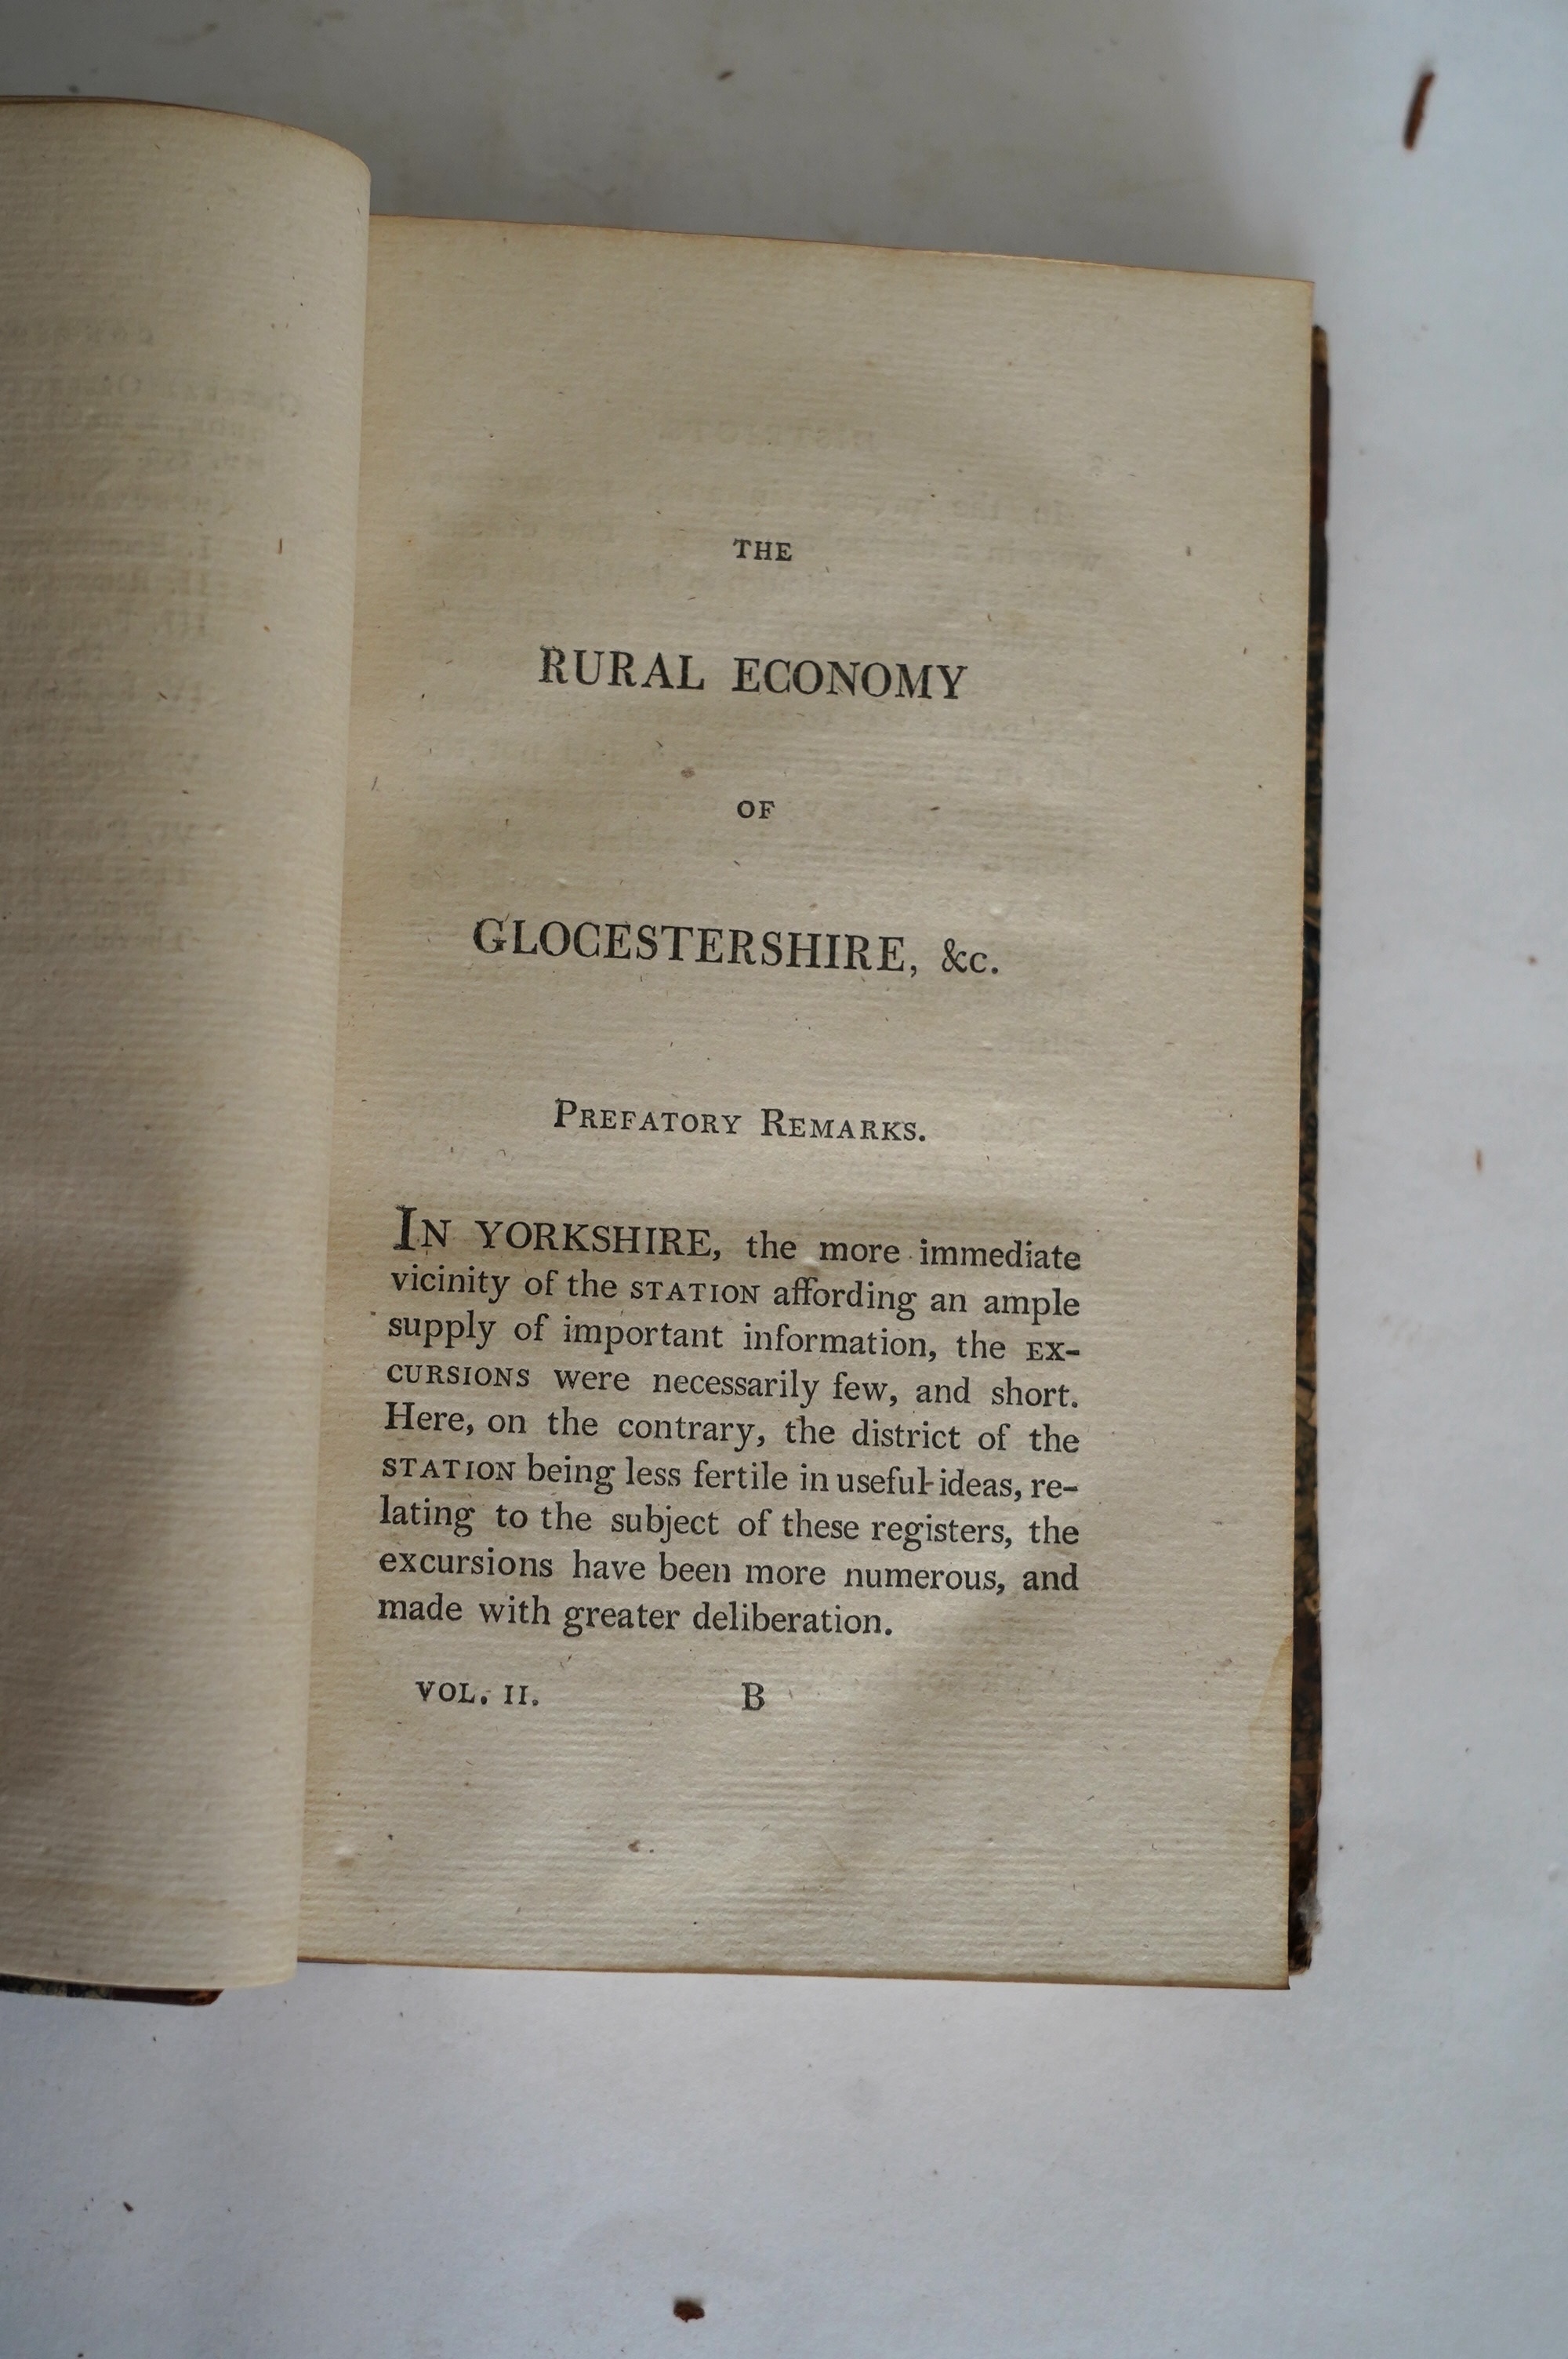 THE
RURAL ECONOMY
OF
GLOCESTERSHIRE, &c.
PREFATORY REMARKS.
IN YORKSHIRE, the more immediate
vicinity of the STATION affording an ample
supply of important information, the EX-
CURSIONS were necessarily few, and short.
Here, on the contrary, the district of the
STATION being less fertile in useful ideas, re-
lating to the subject of these registers, the
excursions have been more numerous, and
made with greater deliberation.
VOL. II. B